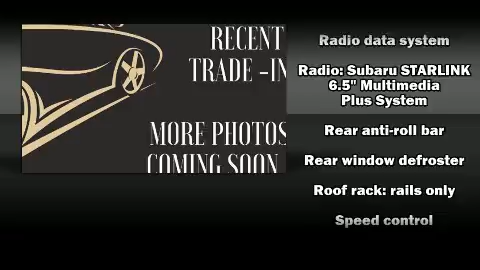 RECENT
TRADE -IN
MORE PHOTOS
COMING SOON
Radio data system
Radio: Subaru STARLINK
6.5" Multimedia
Plus System
Rear anti-roll bar
Rear window defroster
Roof rack: rails only
Speed control